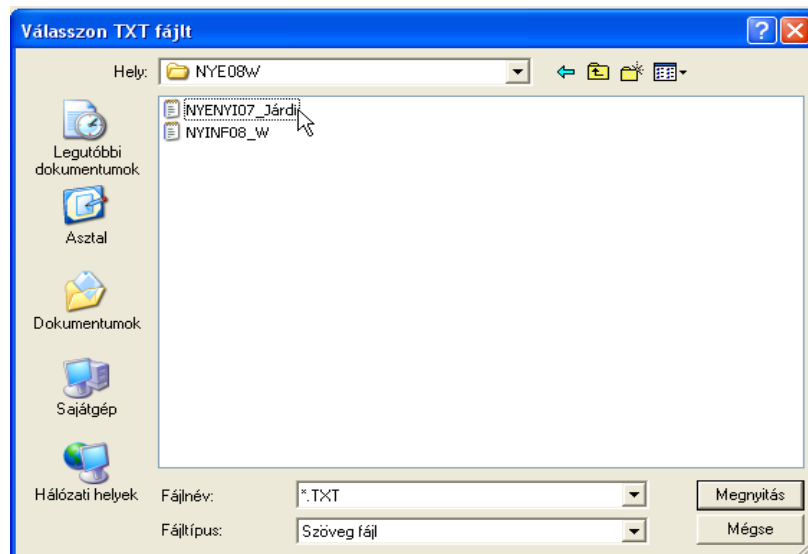 Válasszon TXT fájlt
Hely: NYE08W
NYENYI07_Járdi
NYINF08_W
Legutóbbi
dokumentumok
Asztal
Dokumentumok
Sajátgép
Hálózati helyek
Fájlnév: *.TXT Megnyitás
Fájltípus: Szöveg fájl Mégse